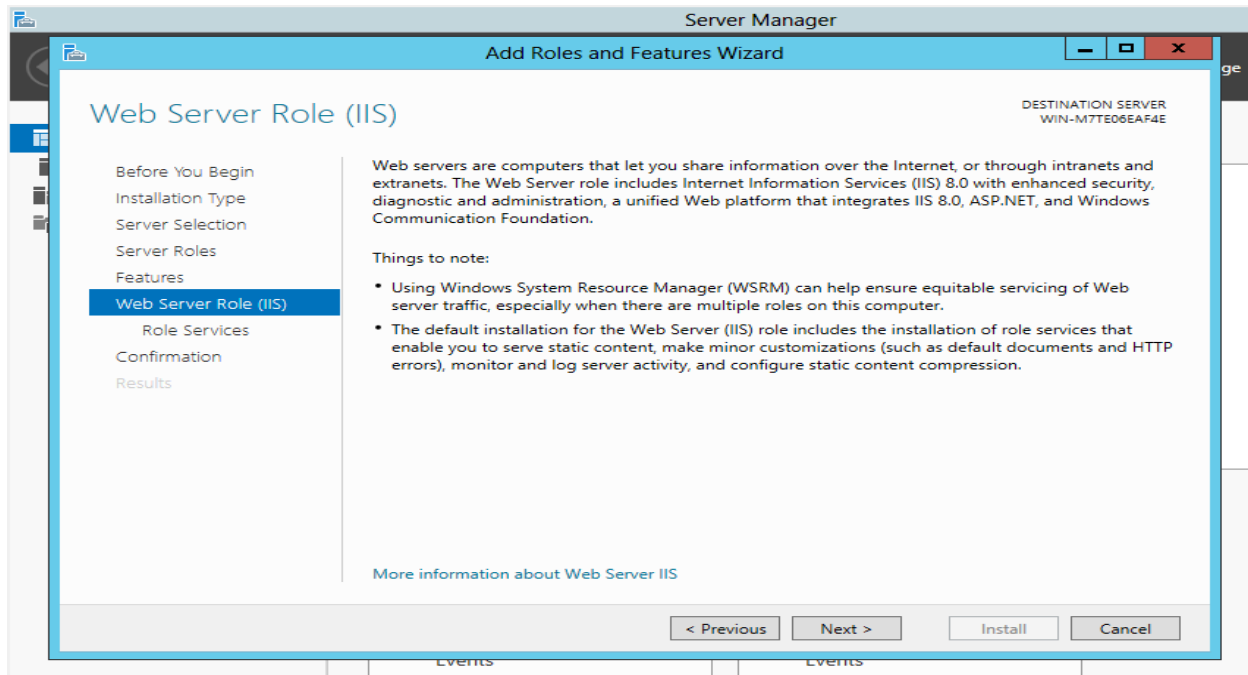 Server Manager
Add Roles and Features Wizard
ge
Web Server Role (IIS)
DESTINATION SERVER
WIN-M7TE06EAF4E
Before You Begin
Installation Type
Server Selection
Server Roles
Features
Web Server Role (IIS)
Role Services
Confirmation
Results
Web servers are computers that let you share information over the Internet, or through intranets and
extranets. The Web Server role includes Internet Information Services (IIS) 8.0 with enhanced security,
diagnostic and administration, a unified Web platform that integrates IIS 8.0, ASP.NET, and Windows
Communication Foundation.
Things to note:
• Using Windows System Resource Manager (WSRM) can help ensure equitable servicing of Web
server traffic, especially when there are multiple roles on this computer.
• The default installation for the Web Server (IIS) role includes the installation of role services that
enable you to serve static content, make minor customizations (such as default documents and HTTP
errors), monitor and log server activity, and configure static content compression.
More information about Web Server IIS
< Previous
Next >
Install
Cancel
Events
Events